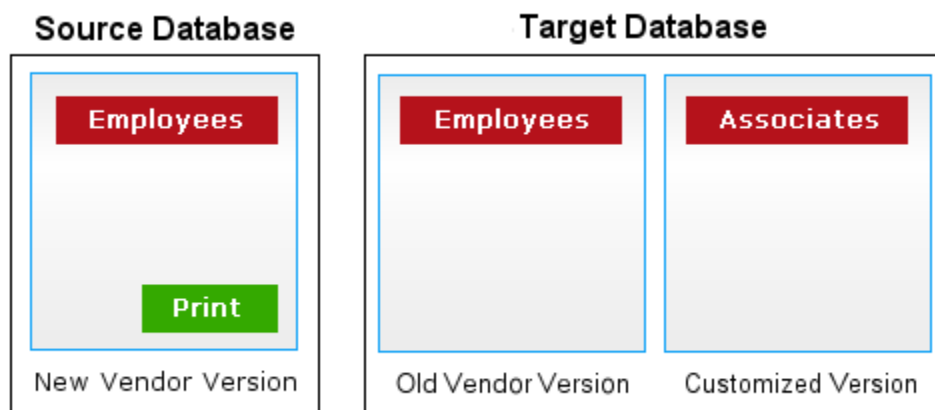 Source Database
Target Database
Employees
Print
New Vendor Version
Employees
Old Vendor Version
Associates
Customized Version